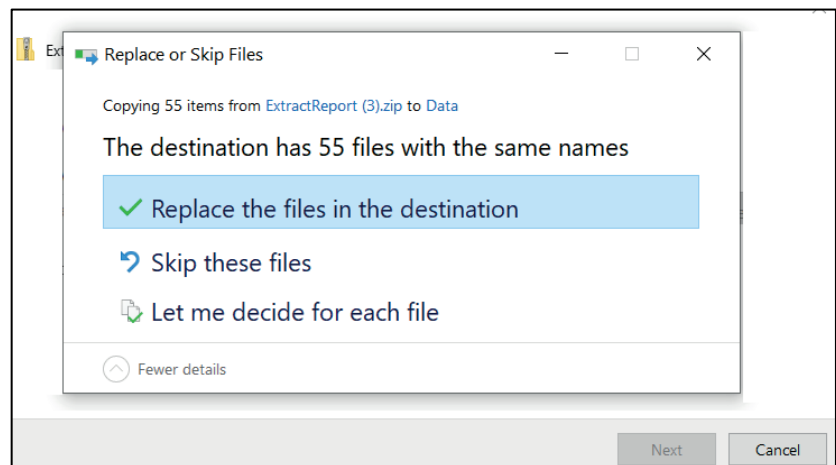 Ext
Replace or Skip Files
Copying 55 items from ExtractReport (3).zip to Data
The destination has 55 files with the same names
Replace the files in the destination
Skip these files
Let me decide for each file
Fewer details
Next
Cancel